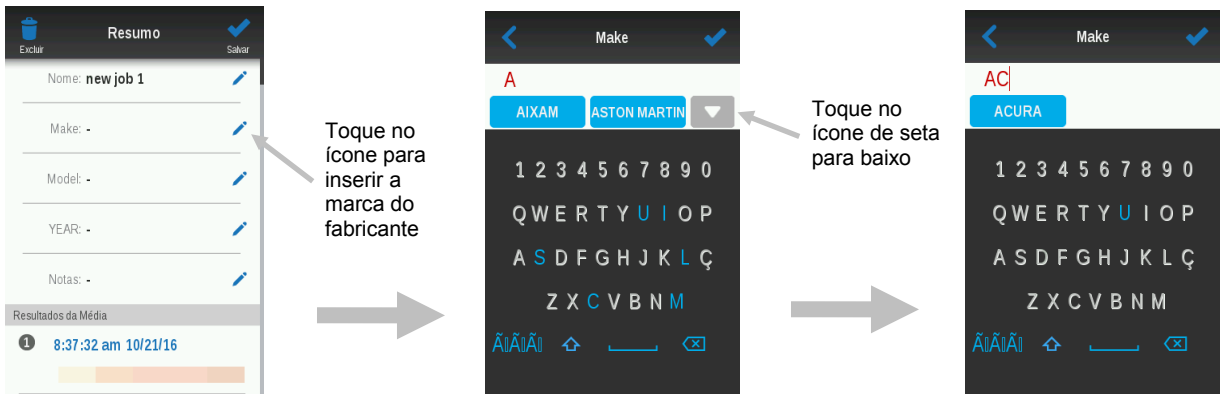 Resumo
Excluir
Salvar
Nome: new job 1
Make: -
Model: -
YEAR: -
Notas: -
Resultados da Média
1 8:37:32 am 10/21/16
Toque no
ícone para
inserir a
marca do
fabricante
Make
A
AIXAM ASTON MARTIN
1 2 3 4 5 6 7 8 9 0
Q W E R T Y U I O P
A S D F G H J K L Ç
Z X C V B N M
Toque no
ícone de seta
para baixo
Make
AC
ACURA
1 2 3 4 5 6 7 8 9 0
Q W E R T Y U I O P
A S D F G H J K L Ç
Z X C V B N M